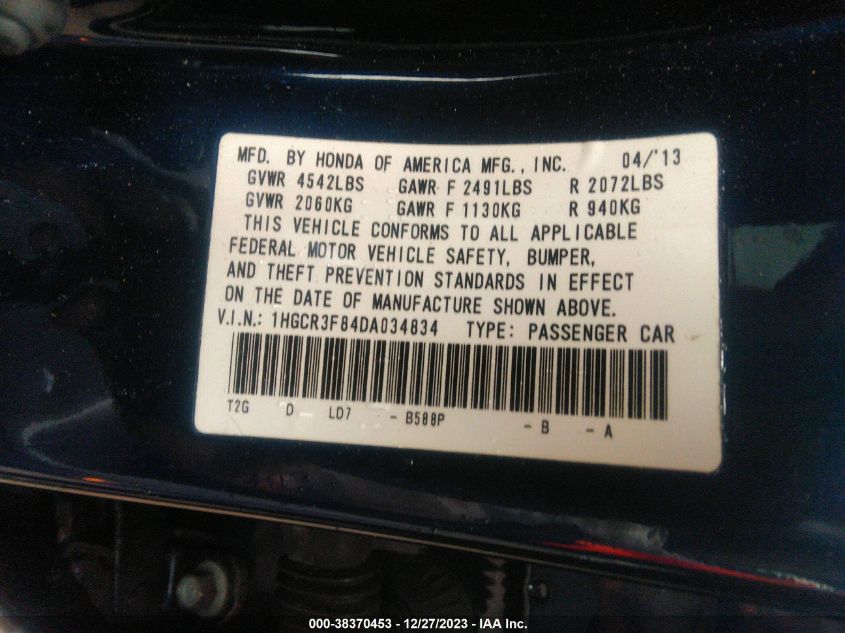 MFD. BY HONDA OF AMERICA MFG., INC. 04/'13
GVWR 4542LBS GAWR F 2491LBS R 2072LBS
GVWR 2060KG GAWR F 1130KG R 940KG
THIS VEHICLE CONFORMS TO ALL APPLICABLE
FEDERAL MOTOR VEHICLE SAFETY, BUMPER,
AND THEFT PREVENTION STANDARDS IN EFFECT
ON THE DATE OF MANUFACTURE SHOWN ABOVE.
V.I.N.: 1HGCR3F84DA034834 TYPE: PASSENGER CAR
T2G D LD7 - B588P - B - A
000-38370453 - 12/27/2023 - IAA Inc.